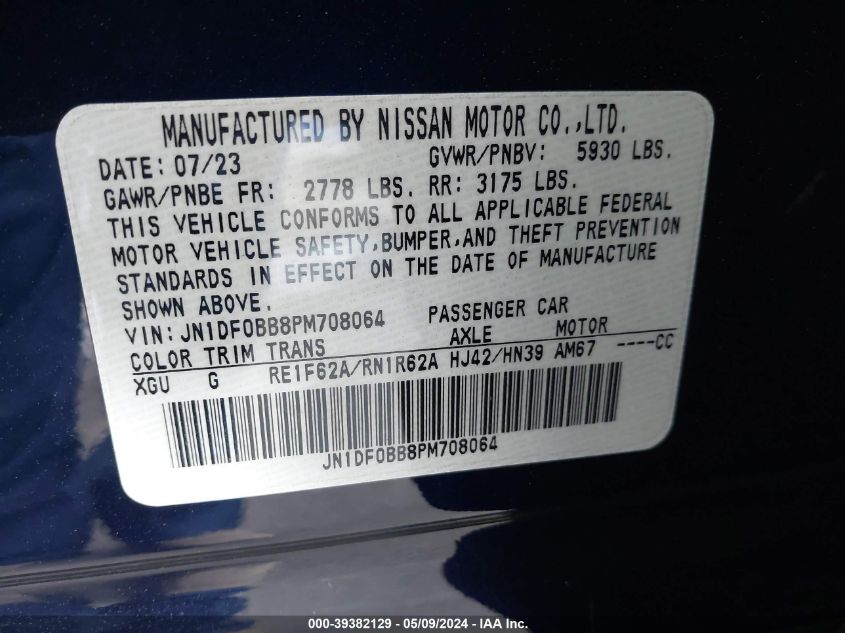 MANUFACTURED BY NISSAN MOTOR CO.,LTD.
DATE: 07/23 GVWR/PNBV: 5930 LBS.
GAWR/PNBE FR: 2778 LBS. RR: 3175 LBS.
THIS VEHICLE CONFORMS TO ALL APPLICABLE FEDERAL
MOTOR VEHICLE SAFETY,BUMPER,AND THEFT PREVENTION
STANDARDS IN EFFECT ON THE DATE OF MANUFACTURE
SHOWN ABOVE.
VIN: JN1DF0BB8PM708064 PASSENGER CAR
COLOR TRIM TRANS AXLE MOTOR
XGU G RE1F62A/RN1R62A HJ42/HN39 AM67 ----CC
JN1DF0BB8PM708064
000-39382129 - 05/09/2024 - IAA Inc.